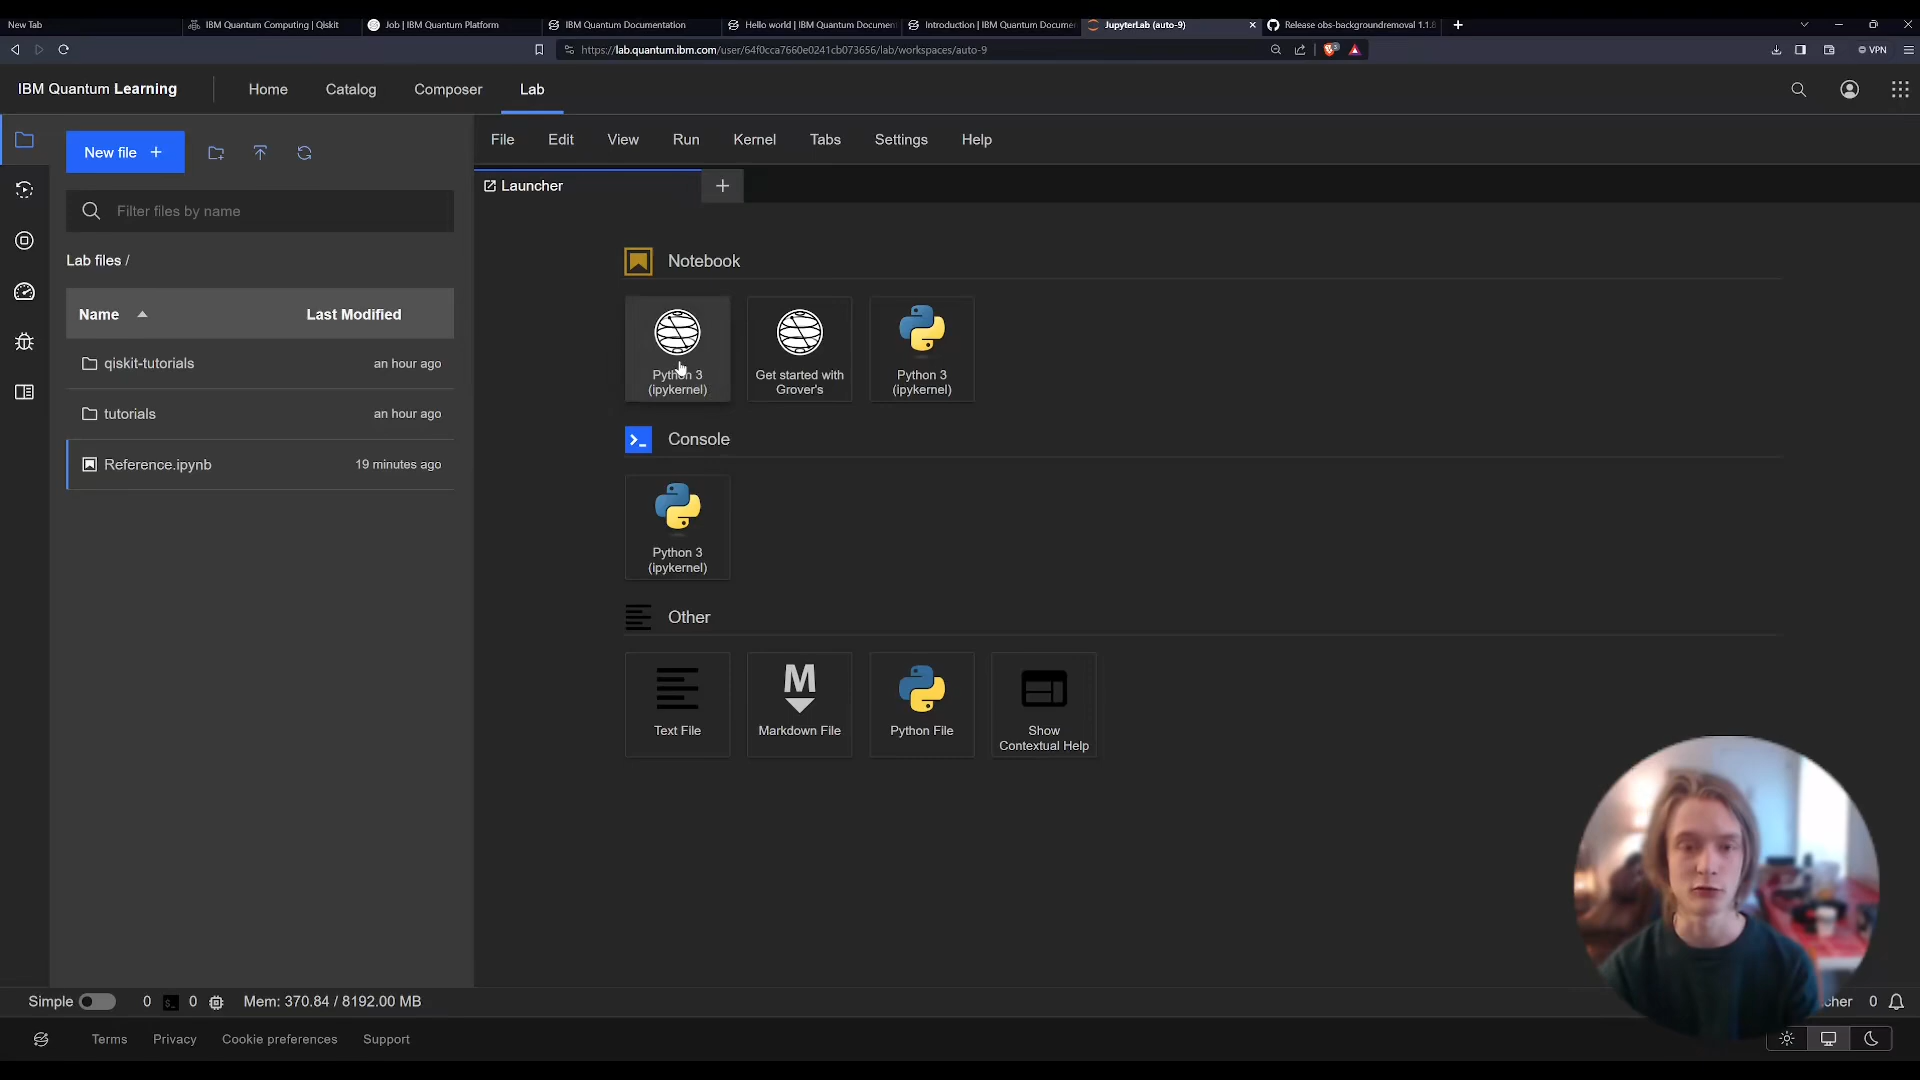 New Tab
IBM Quantum Computing | Qiskit
Job | IBM Quantum Platform
IBM Quantum Documentation
Hello world | IBM Quantum Documen
Introduction | IBM Quantum Docume
JupyterLab (auto-9)
Release obs-backgroundremoval 1.1.8
https://lab.quantum.ibm.com/user/64f0cca7660e0241cb073656/lab/workspaces/auto-9
VPN
IBM Quantum Learning
Home
Catalog
Composer
Lab
New file +
File
Edit
View
Run
Kernel
Tabs
Settings
Help
Launcher
Filter files by name
Lab files /
Name
Last Modified
qiskit-tutorials
an hour ago
tutorials
an hour ago
Reference.ipynb
19 minutes ago
Notebook
Python 3
(ipykernel)
Get started with
Grover's
Python 3
(ipykernel)
Console
Python 3
(ipykernel)
Other
Text File
M
Markdown File
Python File
Show
Contextual Help
Simple
0
0
Mem: 370.84 / 8192.00 MB
cher
0
Terms
Privacy
Cookie preferences
Support